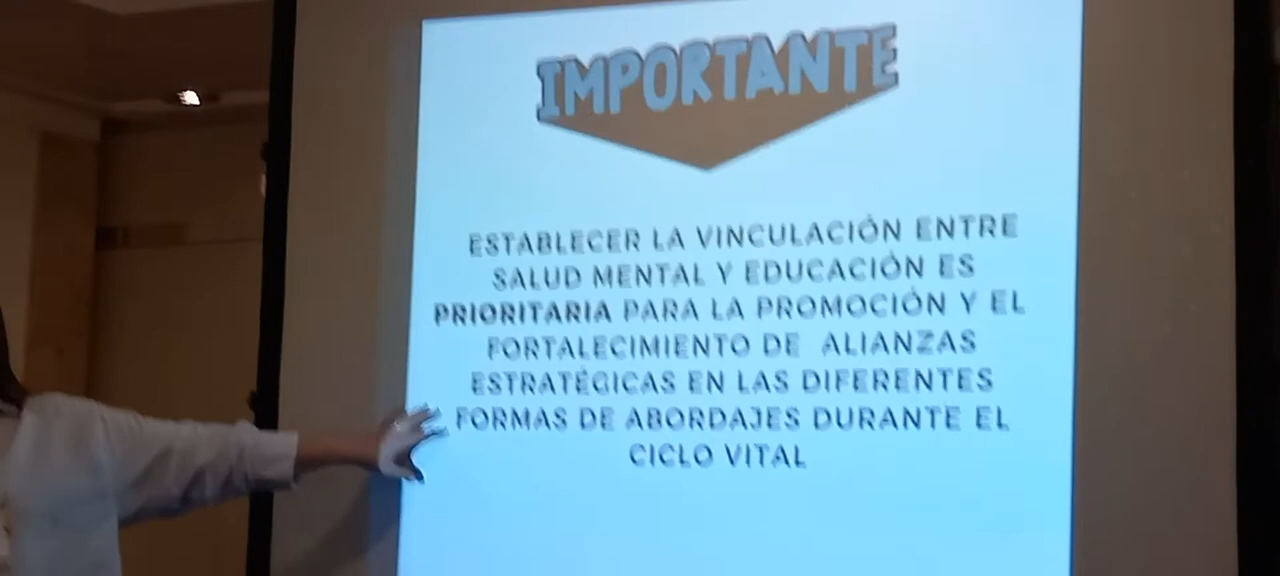 IMPORTANTE
ESTABLECER LA VINCULACIÓN ENTRE
SALUD MENTAL Y EDUCACIÓN ES
PRIORITARIA PARA LA PROMOCIÓN Y EL
FORTALECIMIENTO DE ALIANZAS
ESTRATÉGICAS EN LAS DIFERENTES
FORMAS DE ABORDAJES DURANTE EL
CICLO VITAL